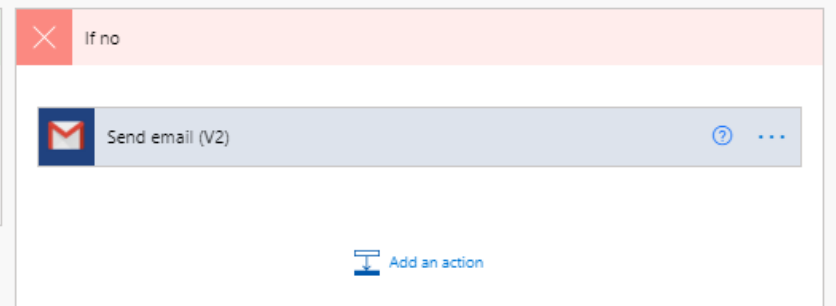 If no
Send email (V2)
Add an action